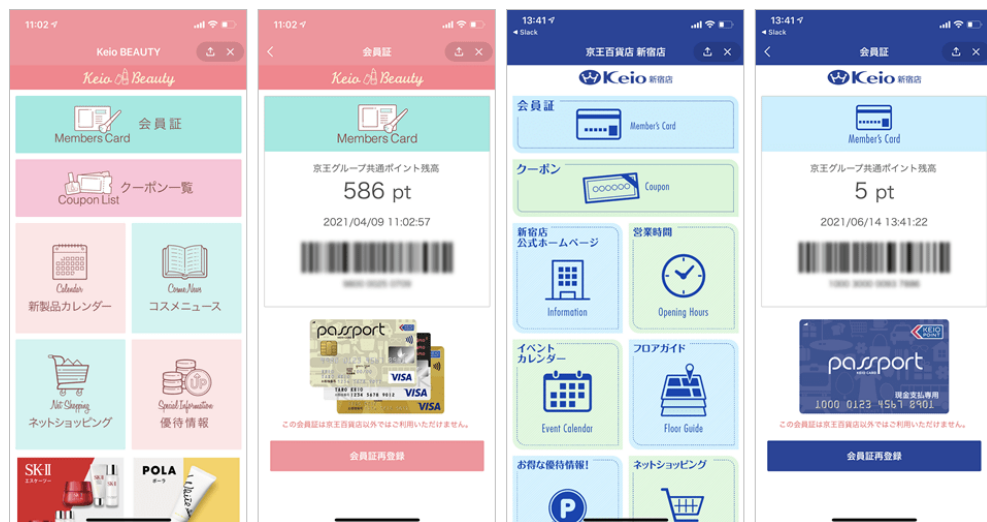 11:02
Keio BEAUTY
Keio Beauty
Members Card
会員証
Coupon List
クーポン一覧
Calendar
新製品カレンダー
Cosme News
コスメニュース
Net Shopping
ネットショッピング
Special Information
UP
優待情報
SK-II
エスケーツー
POLA
ポーラ
White
11:02
会員証
Keio Beauty
Members Card
京王グループ共通ポイント残高
586 pt
2021/04/09 11:02:57
passport
VISA
VISA
VISA
この会員証は京王百貨店以外ではご利用いただけません。
会員証再登録
13:41
Slack
京王百貨店 新宿店
Keio 新宿店
会員証
Member's Card
クーポン
Coupon
新宿店
公式ホームページ
Information
営業時間
Opening Hours
イベント
カレンダー
Event Calendar
フロアガイド
Floor Guide
お得な優待情報!
P
ネットショッピング
13:41
Slack
会員証
Keio 新宿店
Member's Card
京王グループ共通ポイント残高
5 pt
2021/06/14 13:41:22
KEIO
POINT
passport
KEIO CARD
現金支払専用
1000 0123 4567 8901
この会員証は京王百貨店以外ではご利用いただけません。
会員証再登録